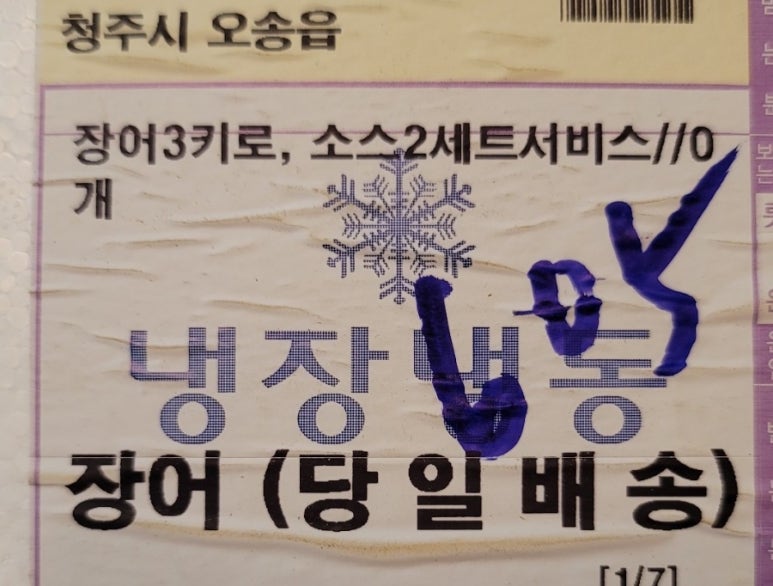 청주시 오송읍
장어3키로, 소스2세트서비스//0
개
냉장냉동
장어 (당일배송)
[1/7]